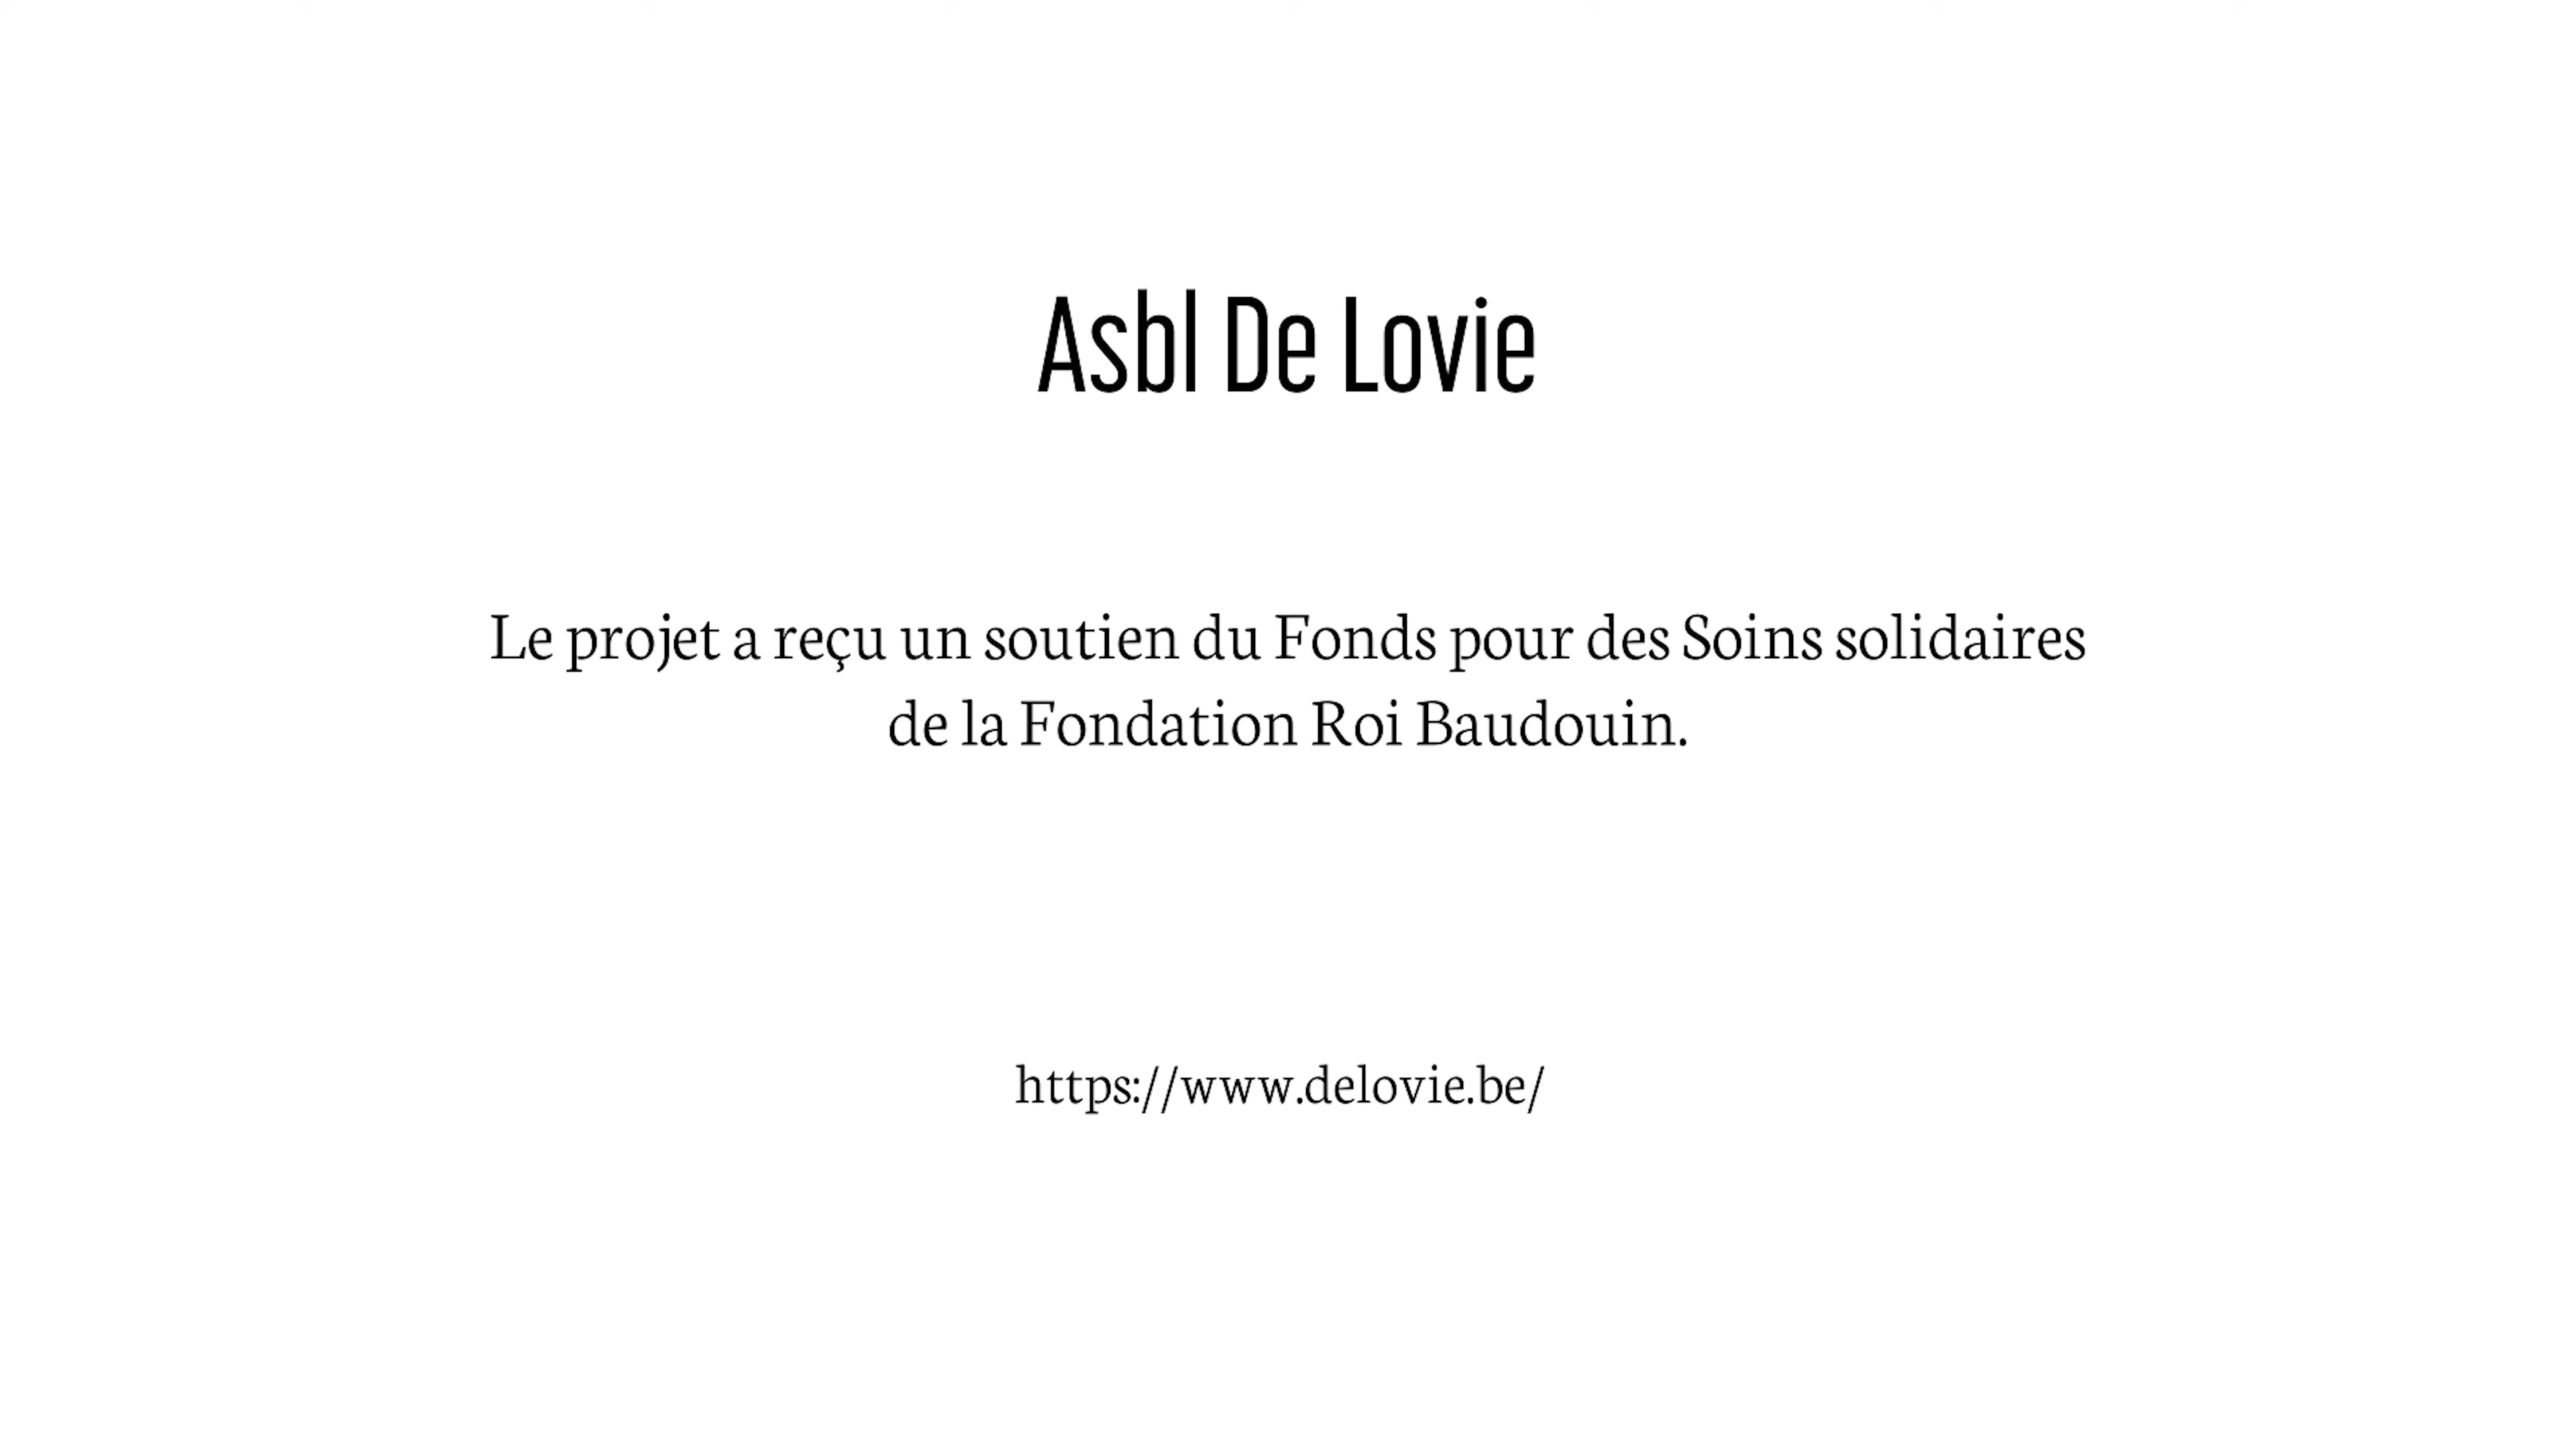 Asbl De Lovie
Le projet a reçu un soutien du Fonds pour des Soins solidaires
de la Fondation Roi Baudouin.
https://www.delovie.be/